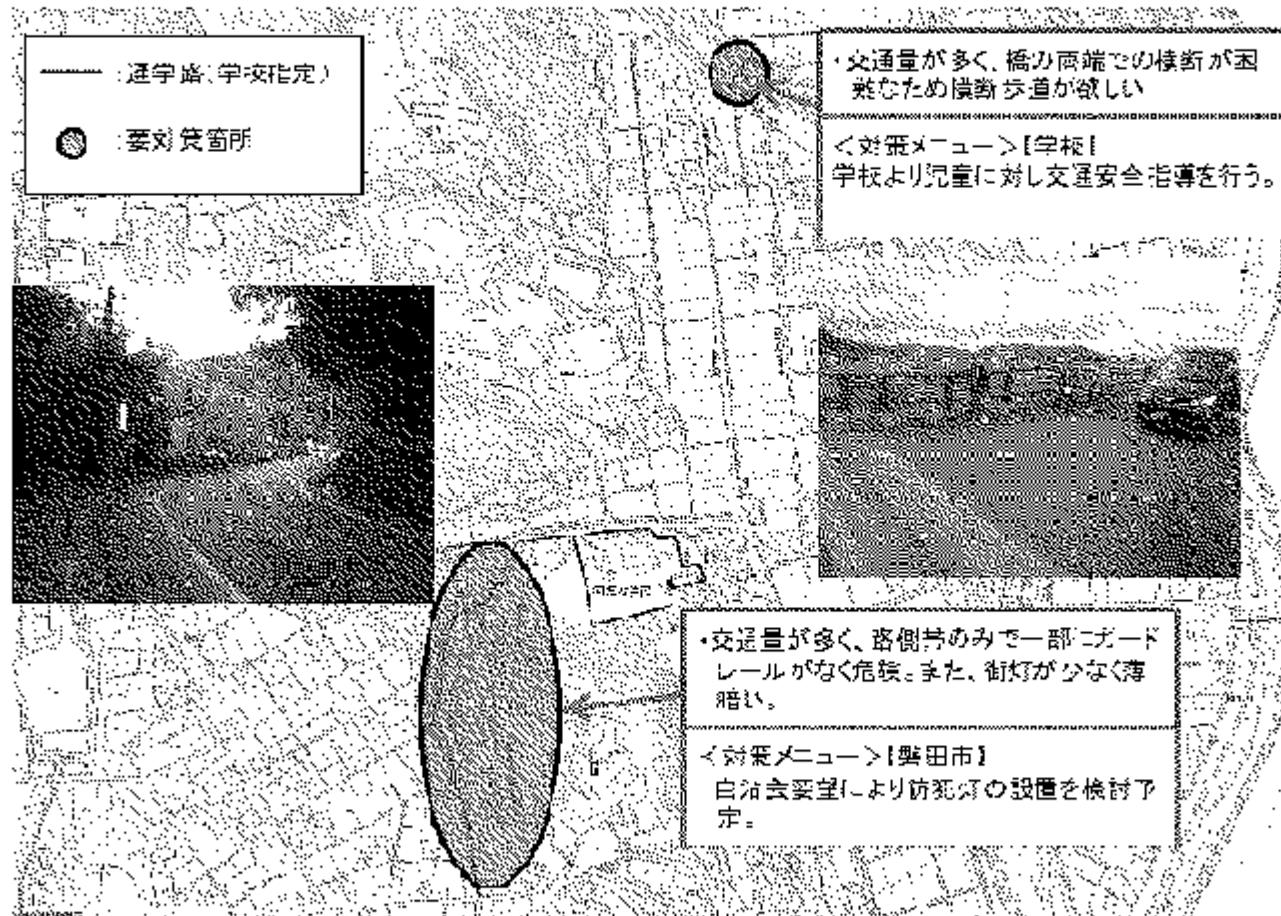 ：通学路（学校指定）
：要対策箇所
・交通量が多く、橋の両端での横断が困
難なため横断歩道が欲しい
＜対策メニュー＞【学校】
学校より児童に対し交通安全指導を行う。
・交通量が多く、路側帯のみで一部にガード
レールがなく危険。また、街灯が少なく薄
暗い。
＜対策メニュー＞【磐田市】
自治会要望により防犯灯の設置を検討予
定。